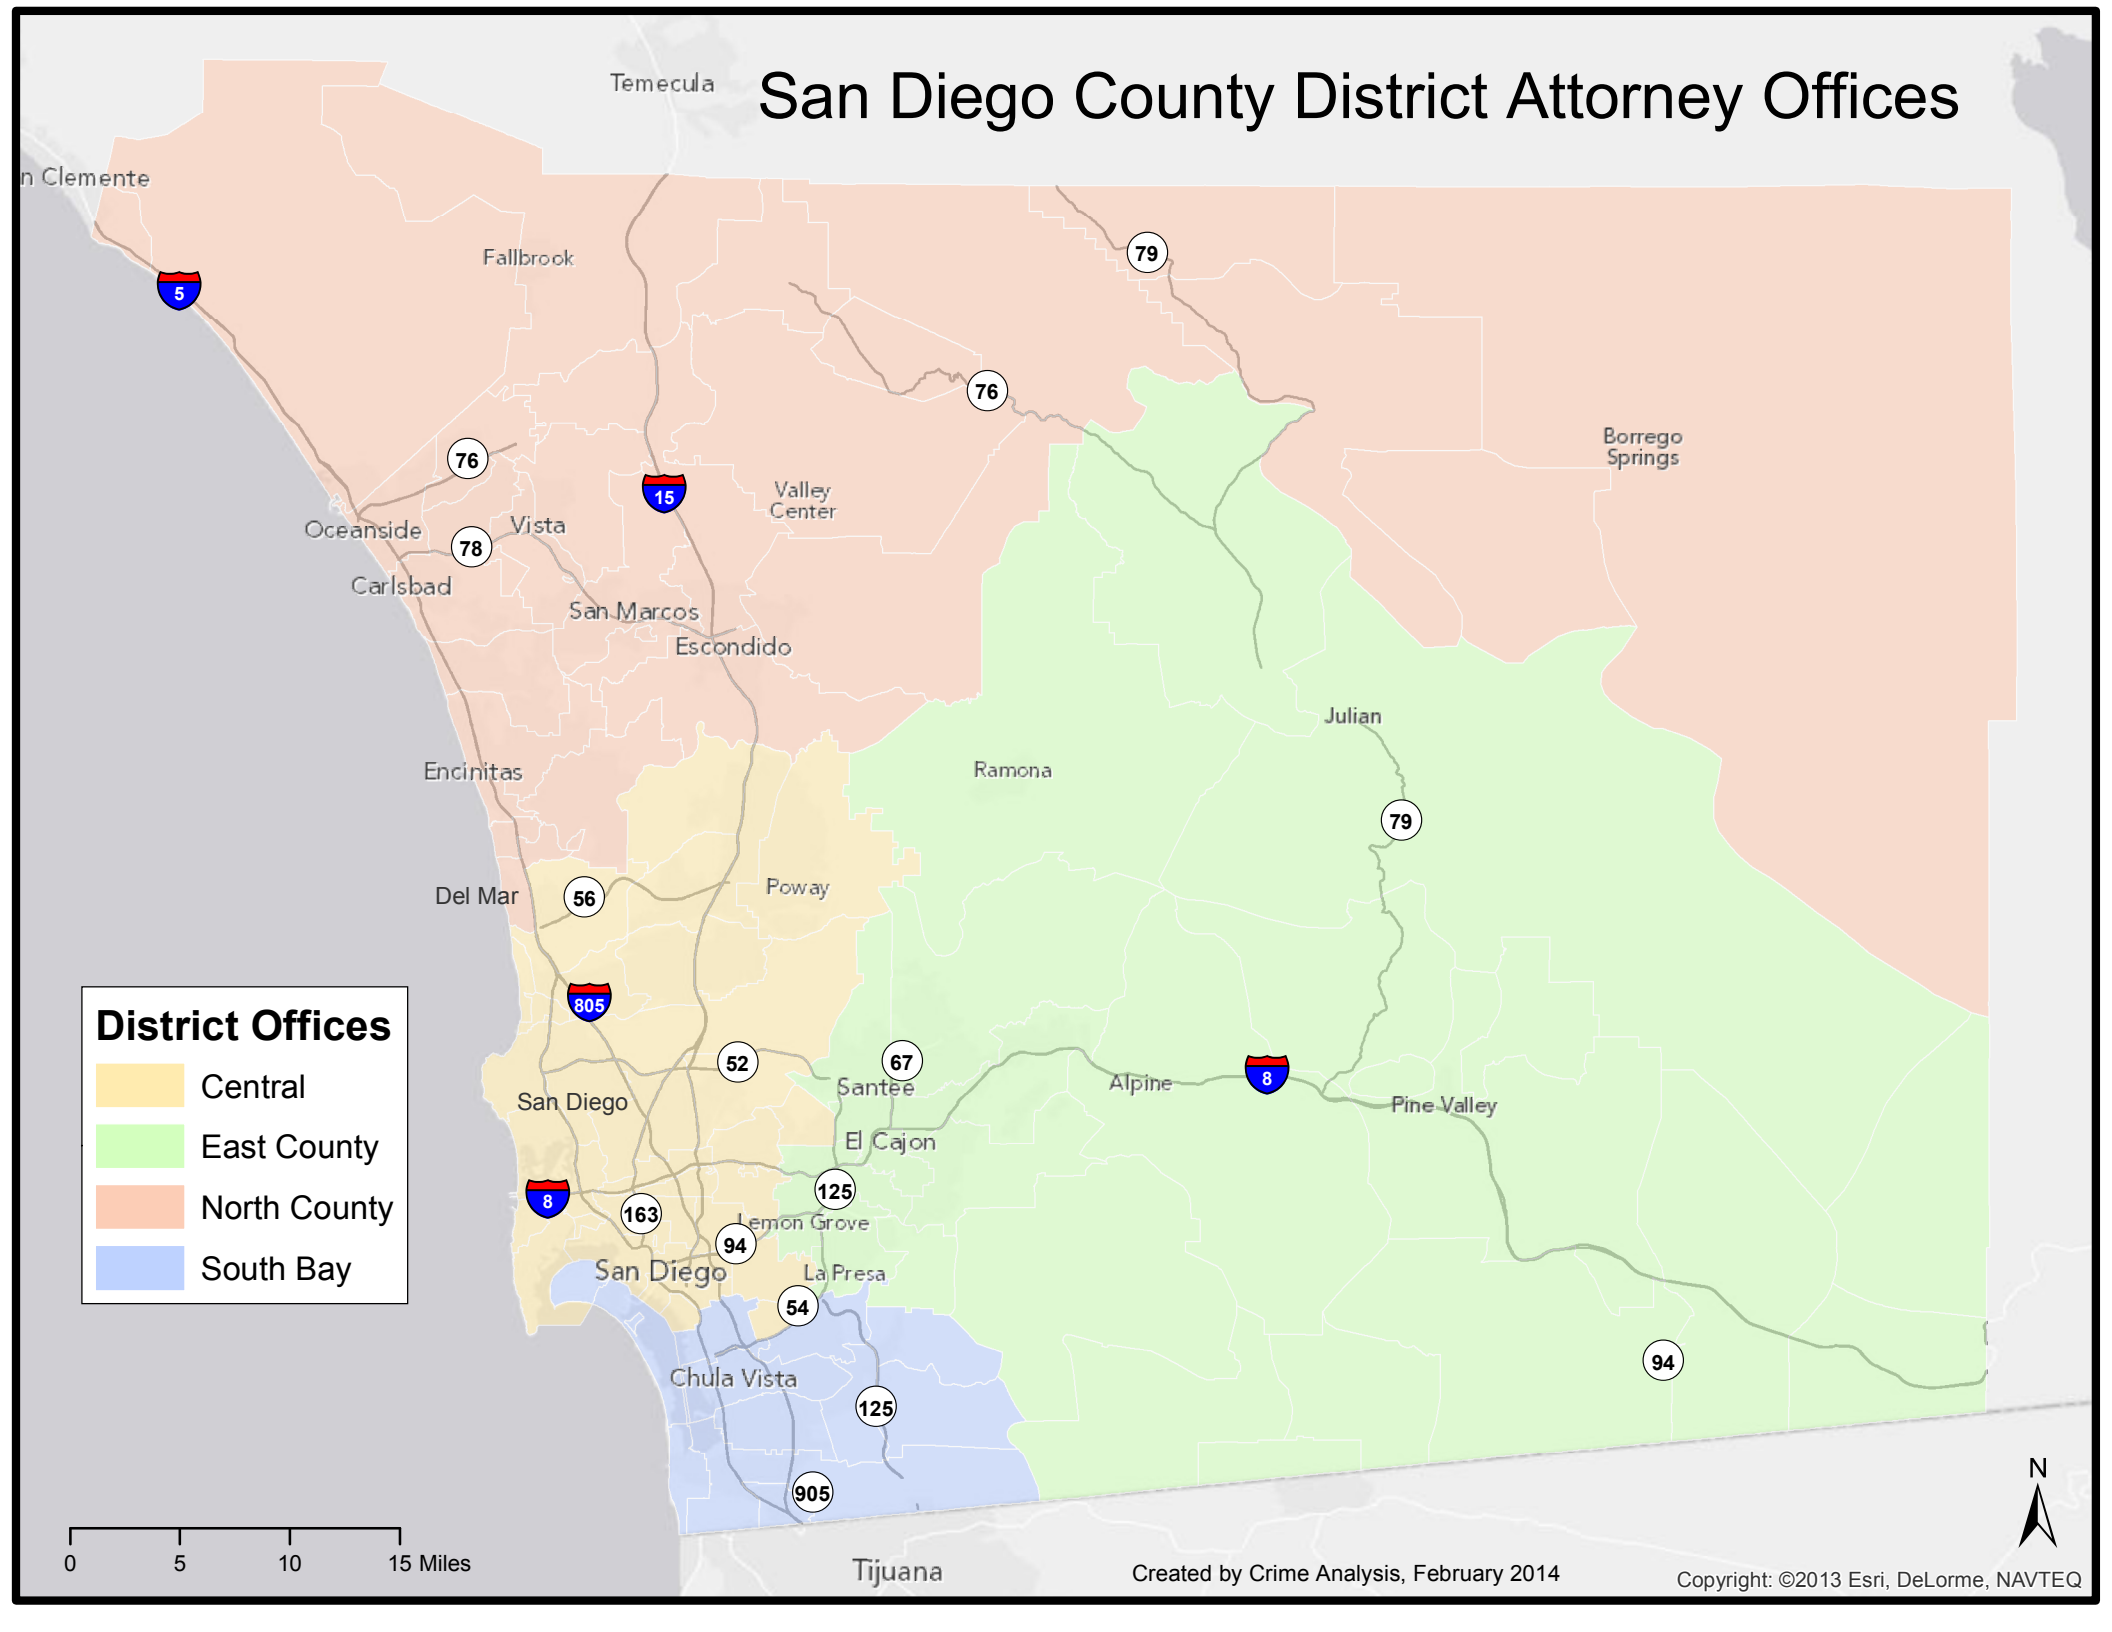 San Diego County District Attorney Offices
Temecula
n Clemente
Fallbrook
79
5
76
Borrego
Springs
76
15
Valley
Center
Oceanside
Vista
78
Carlsbad
San Marcos
Escondido
Julian
Encinitas
Ramona
79
Del Mar
56
Poway
805
52
67
Santee
Alpine
8
Pine Valley
San Diego
El Cajon
8
125
163
Lemon Grove
94
San Diego
La Presa
54
94
Chula Vista
125
905
District Offices
Central
East County
North County
South Bay
0 5 10 15 Miles
Tijuana
N
Created by Crime Analysis, February 2014
Copyright: ©2013 Esri, DeLorme, NAVTEQ